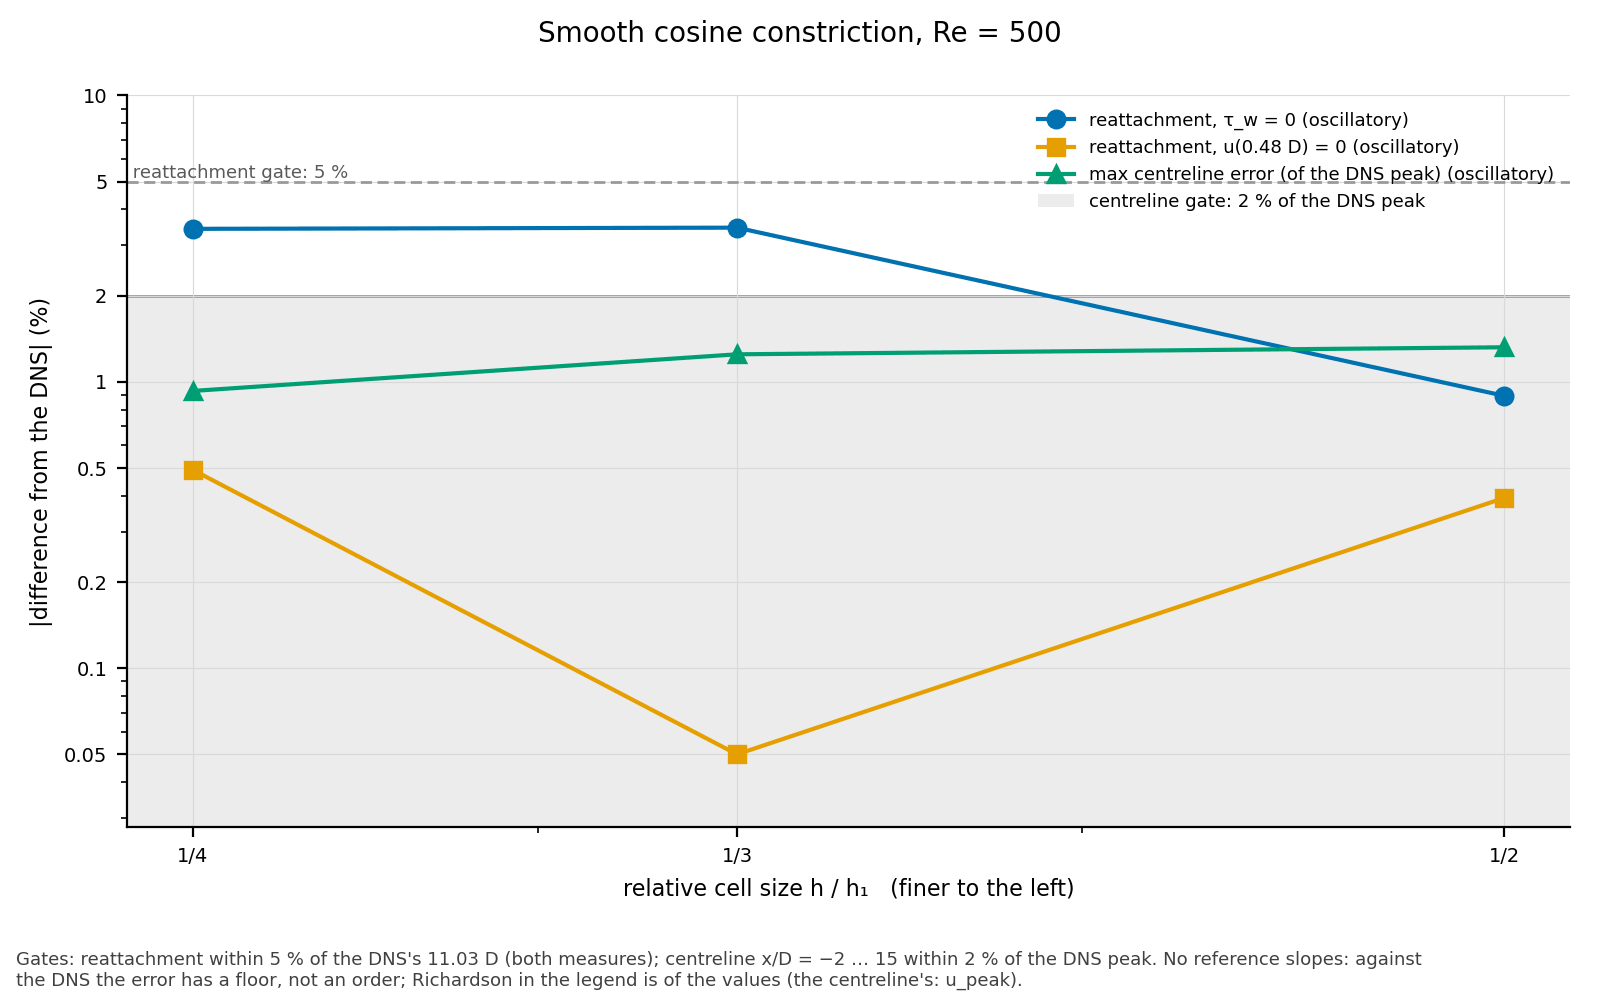 Smooth cosine constriction, Re = 500
10
5
2
1
0.5
0.2
0.1
0.05
|difference from the DNS| (%)
reattachment gate: 5 %
reattachment, τ_w = 0 (oscillatory)
reattachment, u(0.48 D) = 0 (oscillatory)
max centreline error (of the DNS peak) (oscillatory)
centreline gate: 2 % of the DNS peak
1/4
1/3
1/2
relative cell size h / h₁   (finer to the left)
Gates: reattachment within 5 % of the DNS's 11.03 D (both measures); centreline x/D = −2 … 15 within 2 % of the DNS peak. No reference slopes: against
the DNS the error has a floor, not an order; Richardson in the legend is of the values (the centreline's: u_peak).